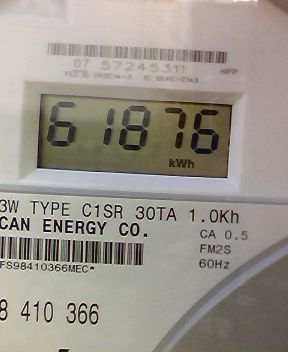 07 57245311
HPP
61876
kWh
3W TYPE C1SR 30TA 1.0Kh
CAN ENERGY CO.
CA 0.5
FM2S
FS98410366MEC*
60Hz
8 410 366